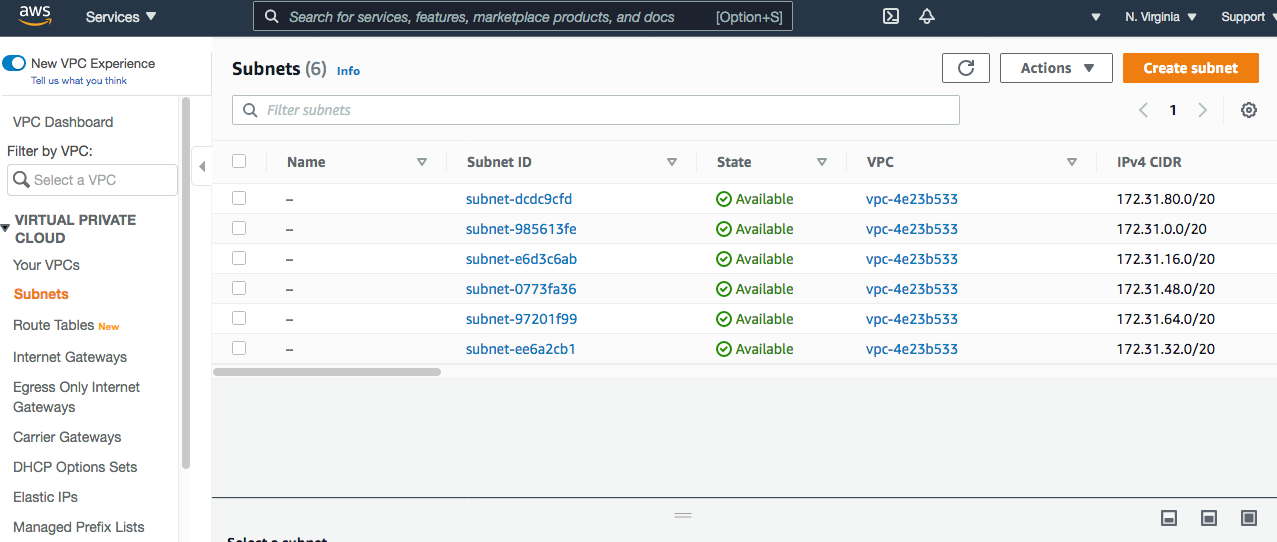 aws
Services
Search for services, features, marketplace products, and docs
[Option+S]
N. Virginia
Support
New VPC Experience
Tell us what you think
VPC Dashboard
Filter by VPC:
Select a VPC
VIRTUAL PRIVATE
CLOUD
Your VPCs
Subnets
Route Tables New
Internet Gateways
Egress Only Internet
Gateways
Carrier Gateways
DHCP Options Sets
Elastic IPs
Managed Prefix Lists
Subnets (6) Info
Actions
Create subnet
Filter subnets
1
Name Subnet ID State VPC IPv4 CIDR
– subnet-dcdc9cfd Available vpc-4e23b533 172.31.80.0/20
– subnet-985613fe Available vpc-4e23b533 172.31.0.0/20
– subnet-e6d3c6ab Available vpc-4e23b533 172.31.16.0/20
– subnet-0773fa36 Available vpc-4e23b533 172.31.48.0/20
– subnet-97201f99 Available vpc-4e23b533 172.31.64.0/20
– subnet-ee6a2cb1 Available vpc-4e23b533 172.31.32.0/20
Select a subnet